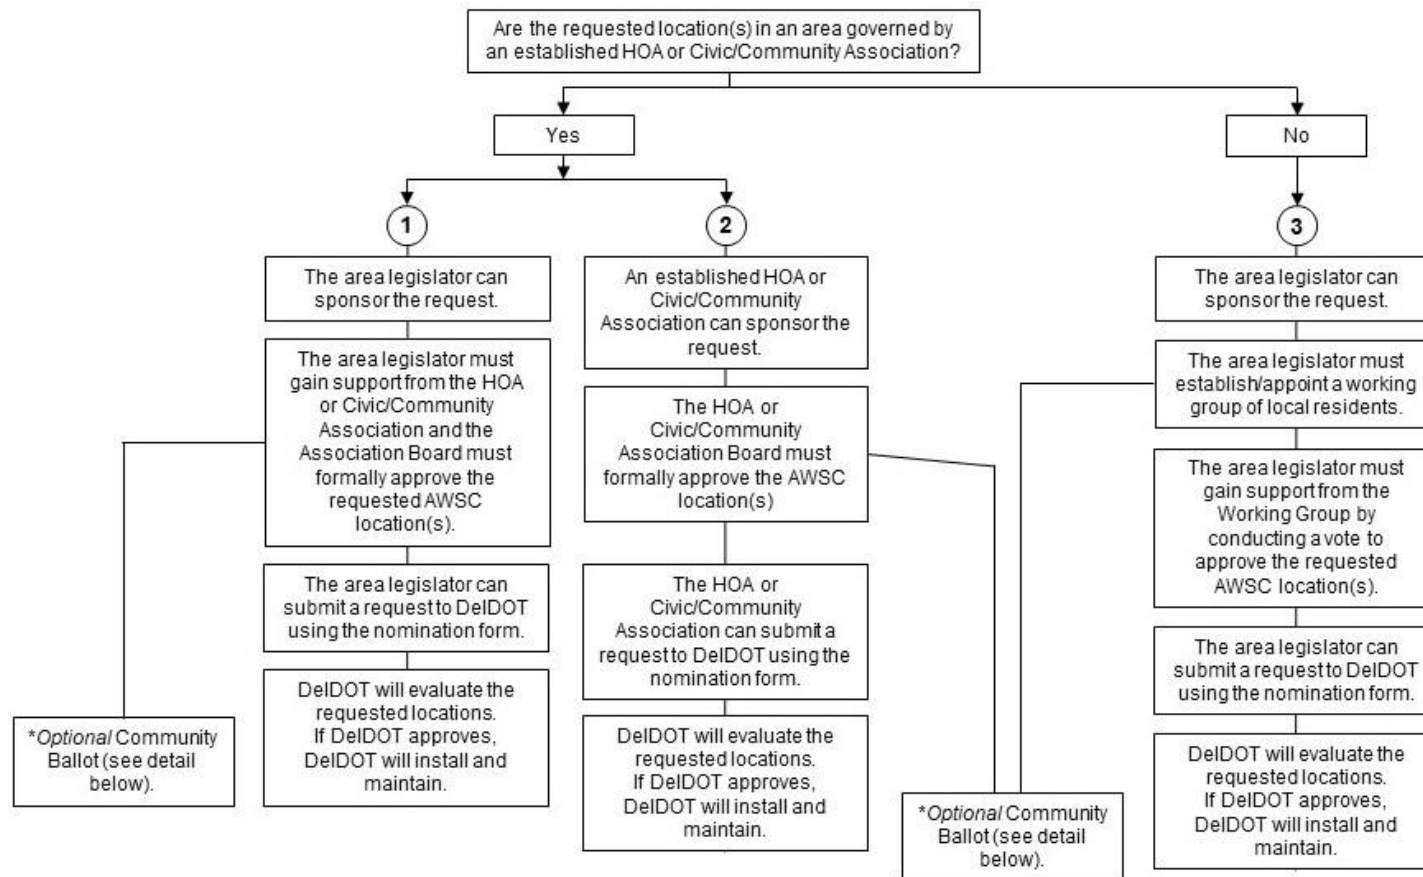 Are the requested location(s) in an area governed by
an established HOA or Civic/Community Association?
Yes
No
1
The area legislator can
sponsor the request.
The area legislator must
gain support from the HOA
or Civic/Community
Association and the
Association Board must
formally approve the
requested AWSC
location(s).
The area legislator can
submit a request to DelDOT
using the nomination form.
DelDOT will evaluate the
requested locations.
If DelDOT approves,
DelDOT will install and
maintain.
*Optional Community
Ballot (see detail
below).
2
An established HOA or
Civic/Community
Association can sponsor the
request.
The HOA or
Civic/Community
Association Board must
formally approve the AWSC
location(s)
The HOA or
Civic/Community
Association can submit a
request to DelDOT using the
nomination form.
DelDOT will evaluate the
requested locations.
If DelDOT approves,
DelDOT will install and
maintain.
*Optional Community
Ballot (see detail
below).
3
The area legislator can
sponsor the request.
The area legislator must
establish/appoint a working
group of local residents.
The area legislator must
gain support from the
Working Group by
conducting a vote to
approve the requested
AWSC location(s).
The area legislator can
submit a request to DelDOT
using the nomination form.
DelDOT will evaluate the
requested locations.
If DelDOT approves,
DelDOT will install and
maintain.